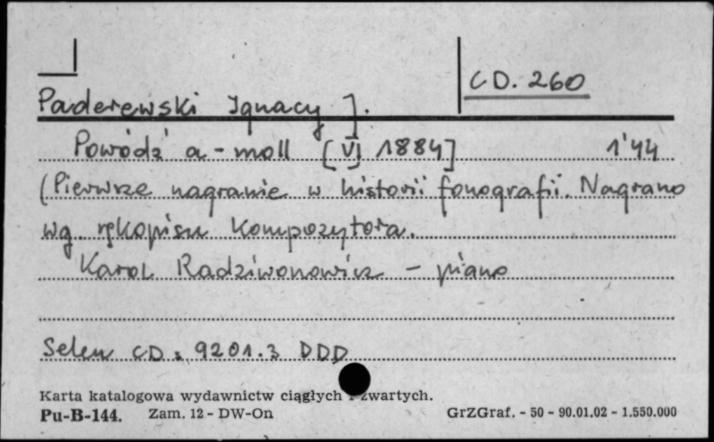 CD. 260
Paderewski Ignacy J.
Powódź a-moll [VI 1884] 1'44
(Pierwsze nagranie w historii fonografii. Nagrano
wg. rękopisu kompozytora.
Karol Radziwonowicz – piano
Selen CD: 9201.3 DDD
Karta katalogowa wydawnictw ciągłych i zwartych.
Pu-B-144. Zam. 12 - DW-On GrZGraf. - 50 - 90.01.02 - 1.550.000